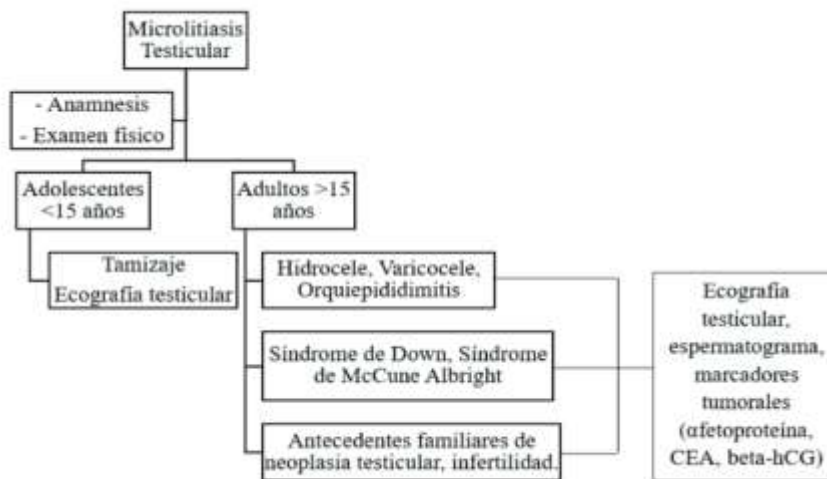 Microlitiasis
Testicular
- Anamnesis
- Examen físico
Adolescentes
<15 años
Adultos >15
años
Tamizaje
Ecografía testicular
Hidrocele, Varicocele,
Orquiepididimitis
Síndrome de Down, Síndrome
de McCune Albright
Antecedentes familiares de
neoplasia testicular, infertilidad.
Ecografía
testicular,
espermatograma,
marcadores
tumorales
(αfetoproteína,
CEA, beta-hCG)